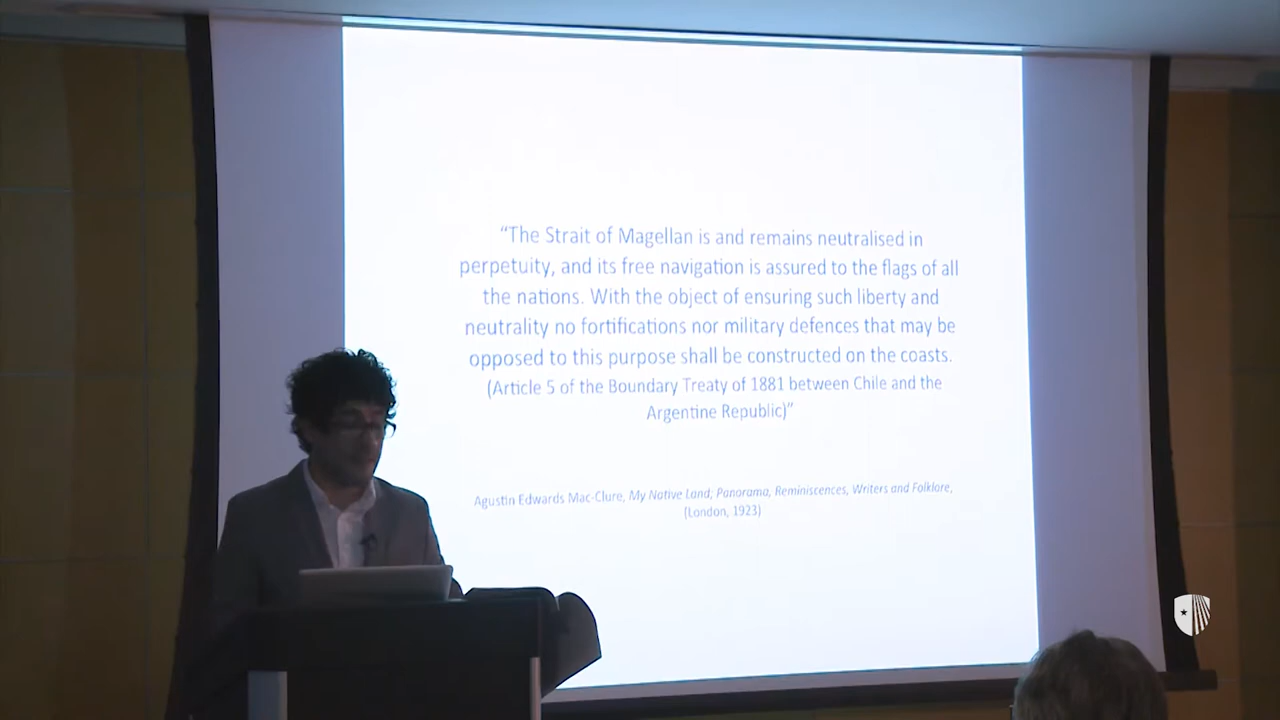 “The Strait of Magellan is and remains neutralised in
perpetuity, and its free navigation is assured to the flags of all
the nations. With the object of ensuring such liberty and
neutrality no fortifications nor military defences that may be
opposed to this purpose shall be constructed on the coasts.
(Article 5 of the Boundary Treaty of 1881 between Chile and the
Argentine Republic)”
Agustin Edwards Mac-Clure, My Native Land; Panorama, Reminiscences, Writers and Folklore,
(London, 1923)